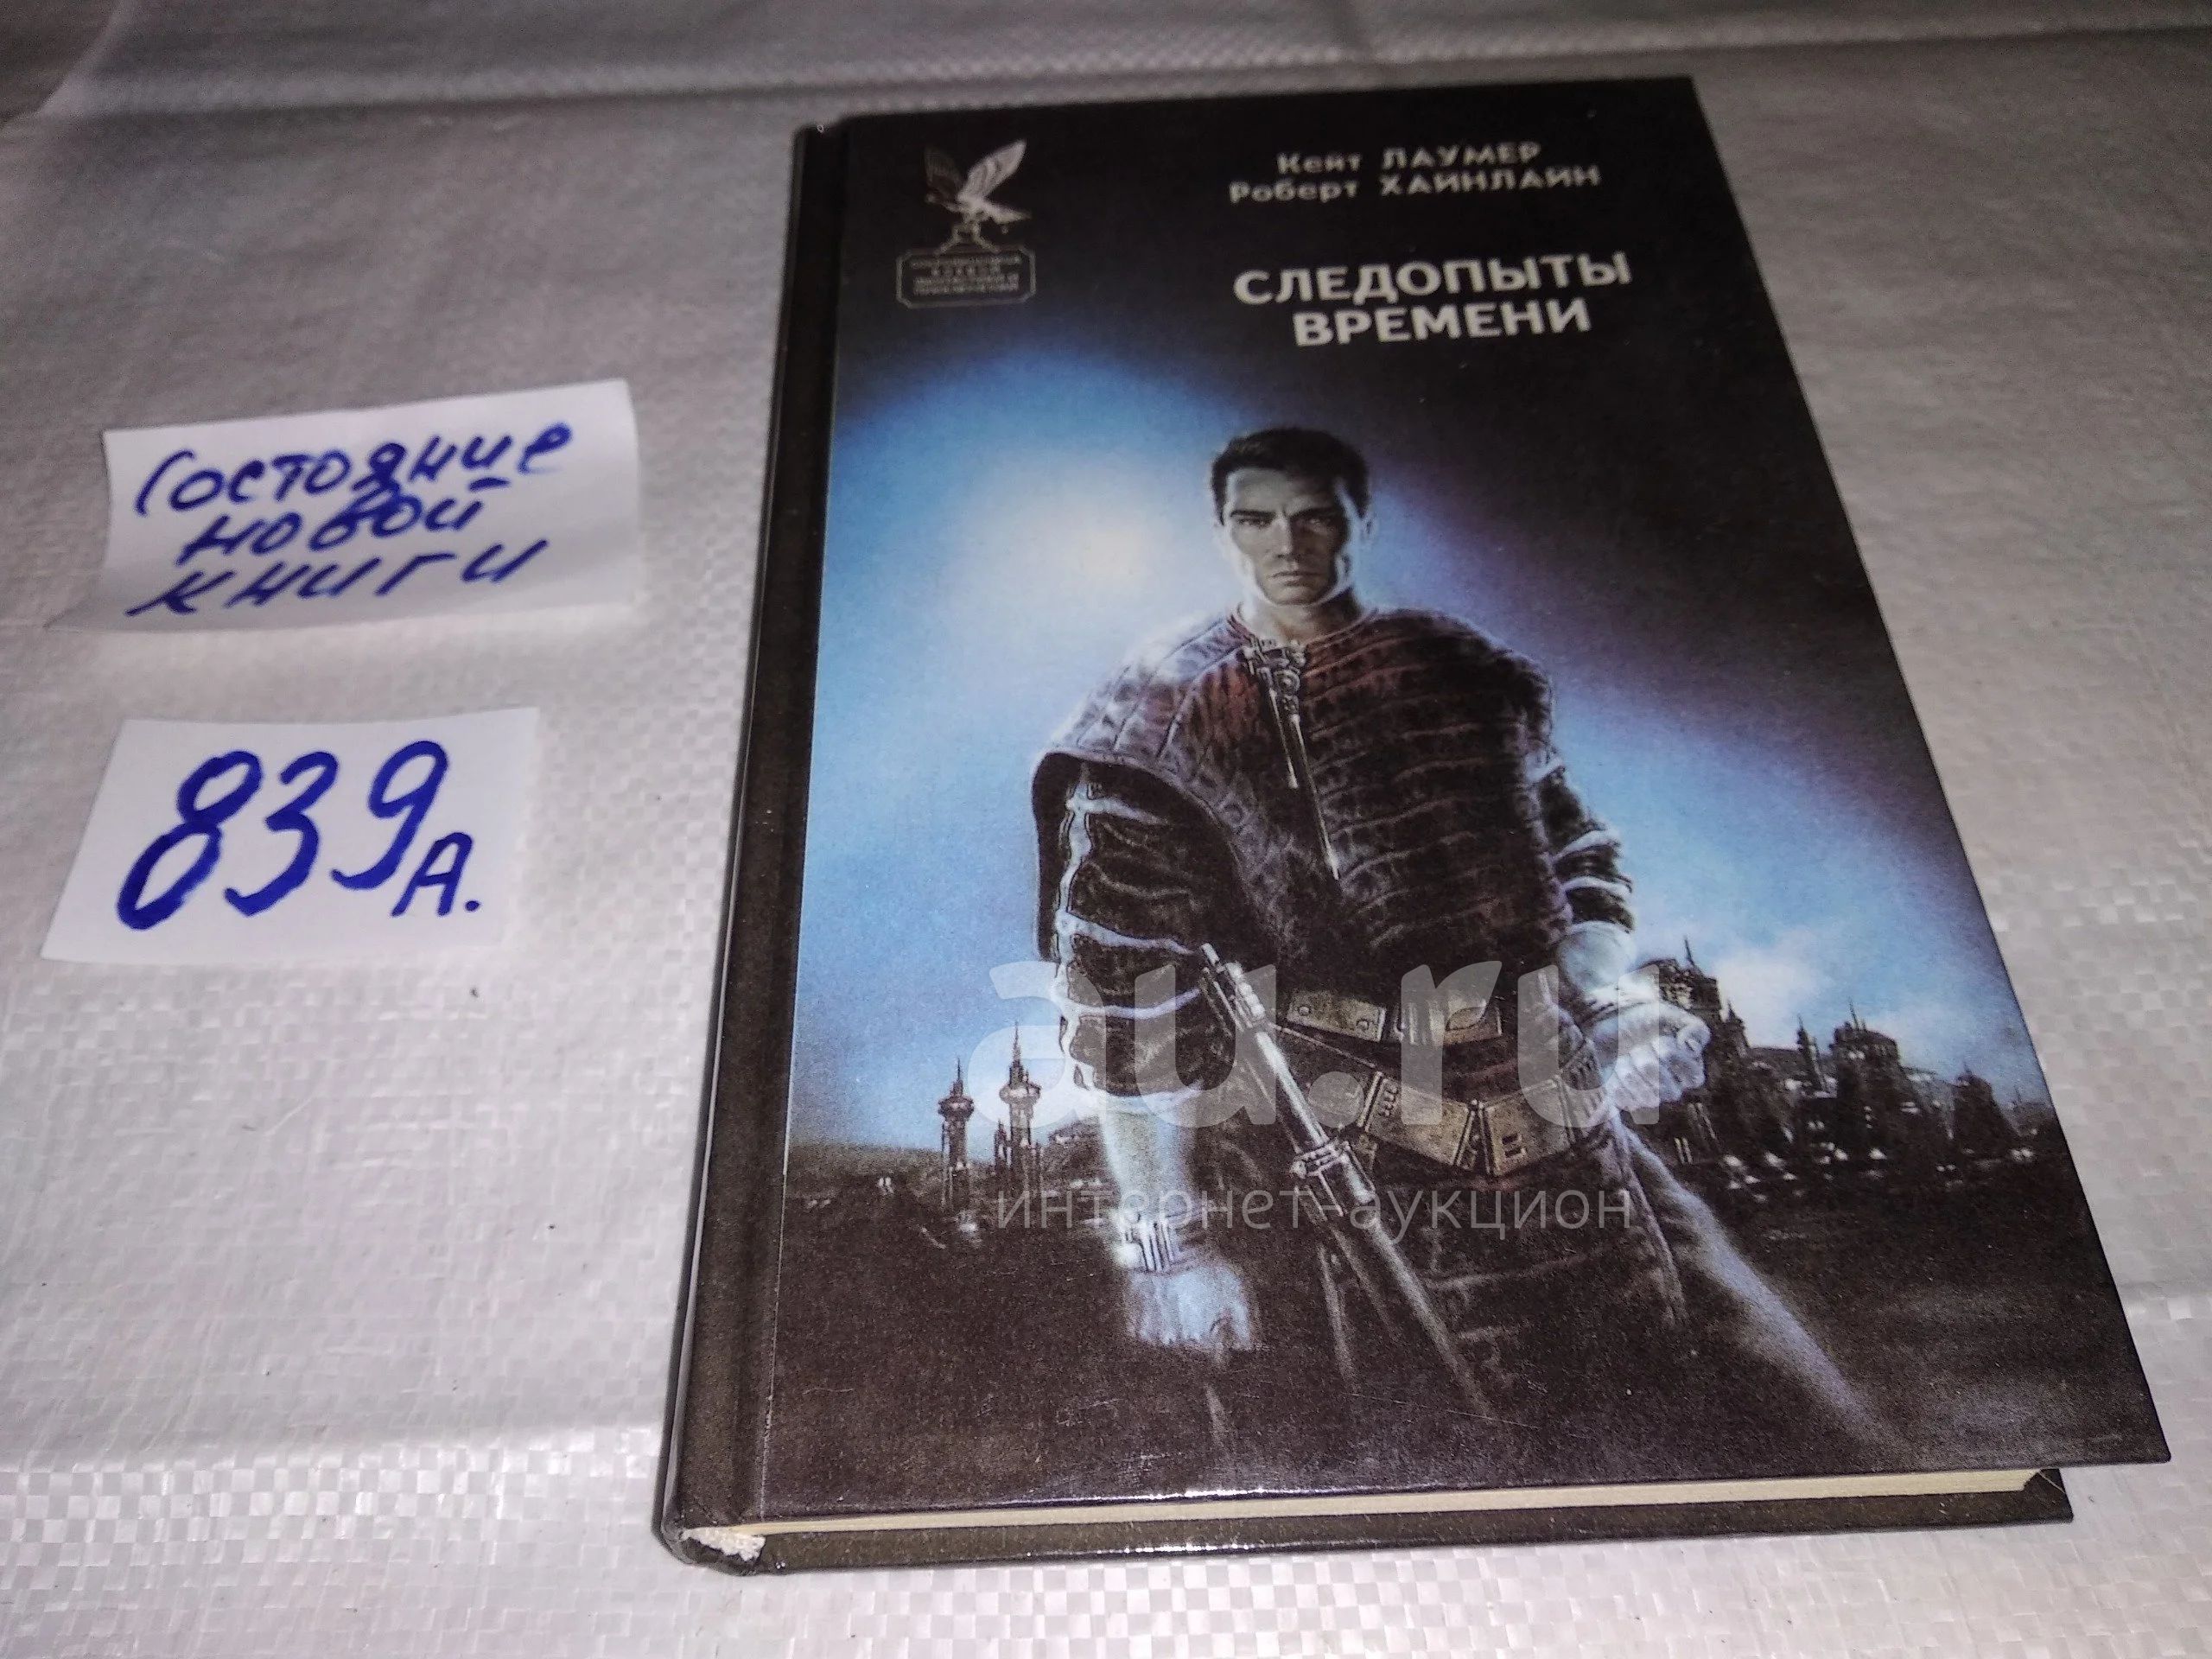 Кейт ЛАУМЕР
Роберт ХАЙНЛАЙН
СЛЕДОПЫТЫ
ВРЕМЕНИ
Состояние
новой
книги
839А.
au.ru
интернет-аукцион